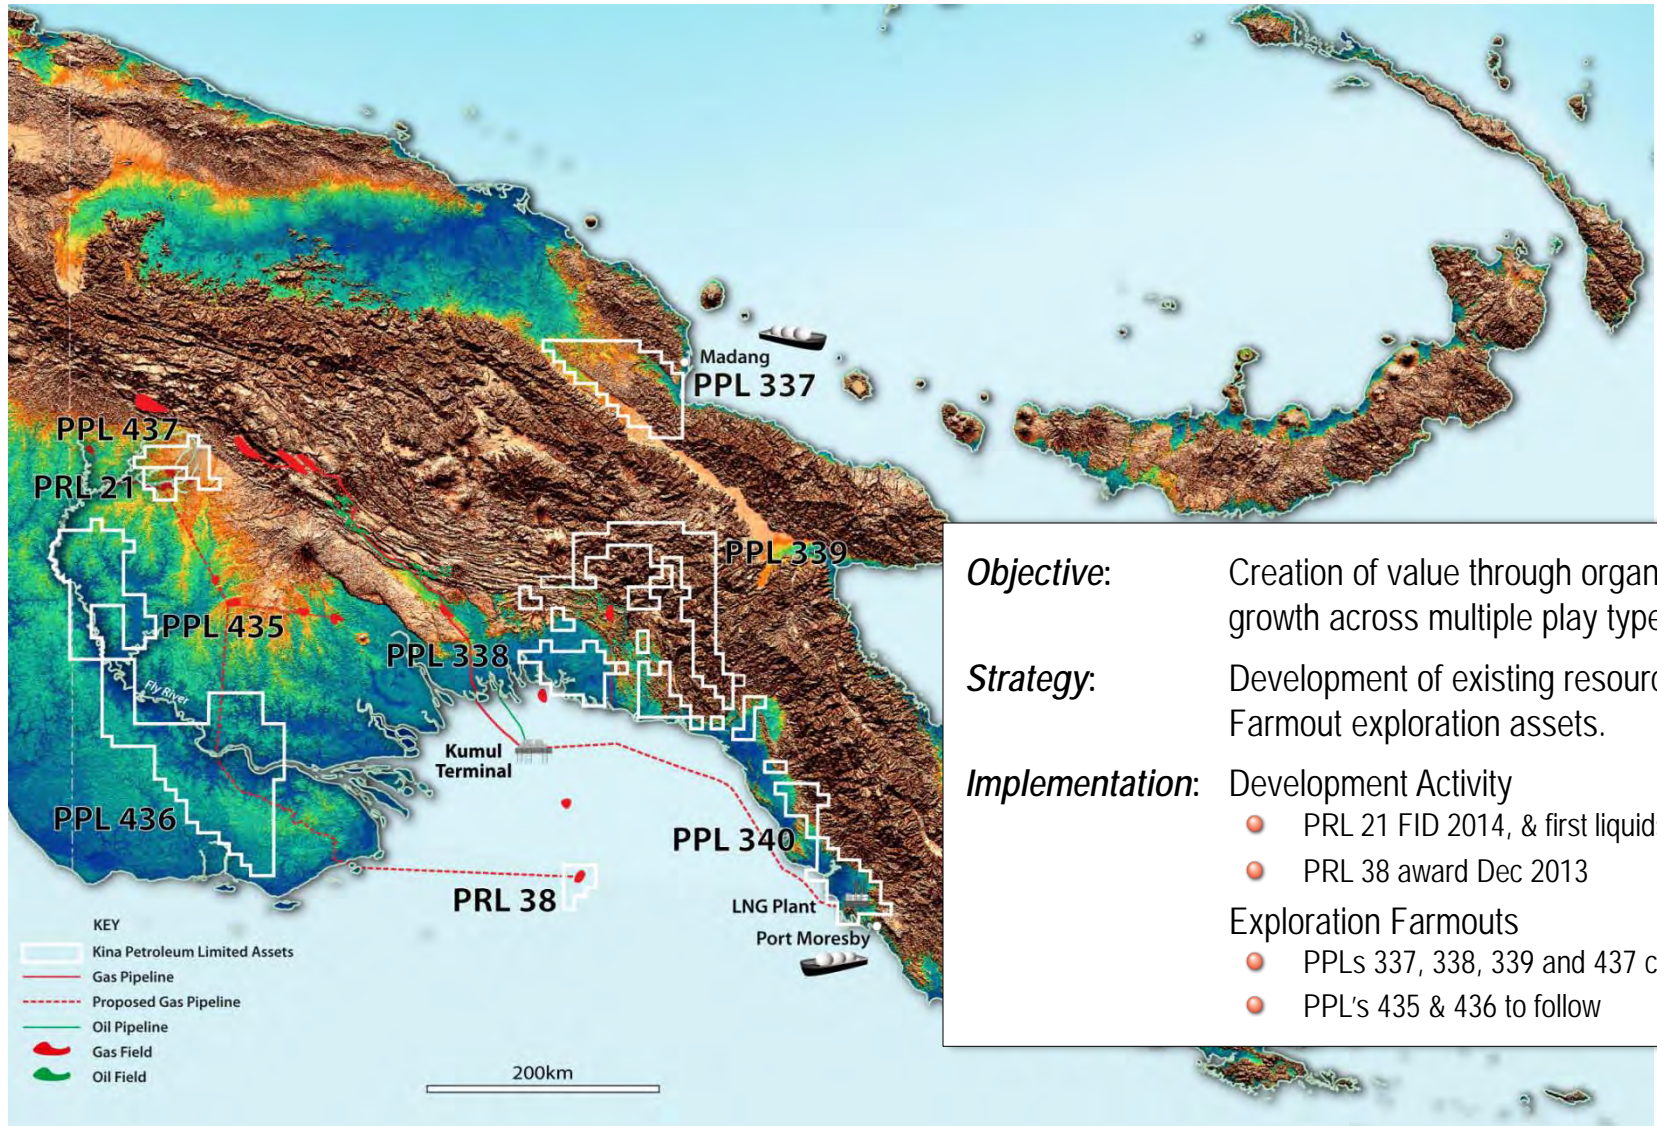 Madang
PPL 337
PPL 437
PRL 21
PPL 339
PPL 435
PPL 338
Fly River
Kumul
Terminal
PPL 436
PPL 340
PRL 38
LNG Plant
Port Moresby
KEY
Kina Petroleum Limited Assets
Gas Pipeline
Proposed Gas Pipeline
Oil Pipeline
Gas Field
Oil Field
200km
Objective: Creation of value through organ
growth across multiple play type
Strategy: Development of existing resourc
Farmout exploration assets.
Implementation: Development Activity
PRL 21 FID 2014, & first liquids
PRL 38 award Dec 2013
Exploration Farmouts
PPLs 337, 338, 339 and 437 c
PPL's 435 & 436 to follow